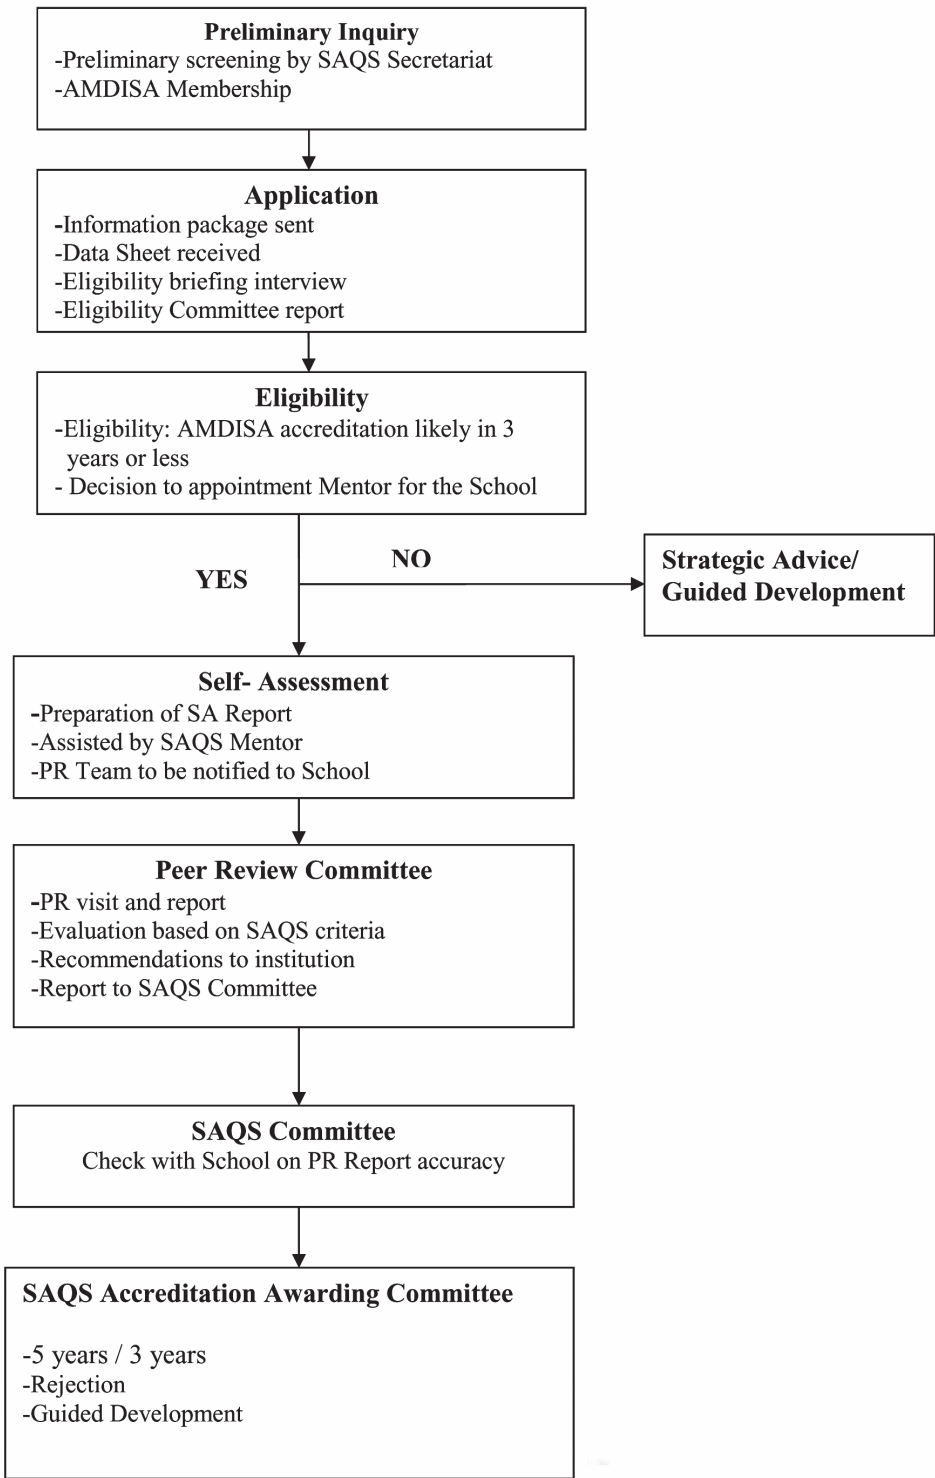 Preliminary Inquiry
-Preliminary screening by SAQS Secretariat
-AMDISA Membership
Application
-Information package sent
-Data Sheet received
-Eligibility briefing interview
-Eligibility Committee report
Eligibility
-Eligibility: AMDISA accreditation likely in 3
years or less
- Decision to appointment Mentor for the School
YES
NO
Strategic Advice/
Guided Development
Self- Assessment
-Preparation of SA Report
-Assisted by SAQS Mentor
-PR Team to be notified to School
Peer Review Committee
-PR visit and report
-Evaluation based on SAQS criteria
-Recommendations to institution
-Report to SAQS Committee
SAQS Committee
Check with School on PR Report accuracy
SAQS Accreditation Awarding Committee
-5 years / 3 years
-Rejection
-Guided Development